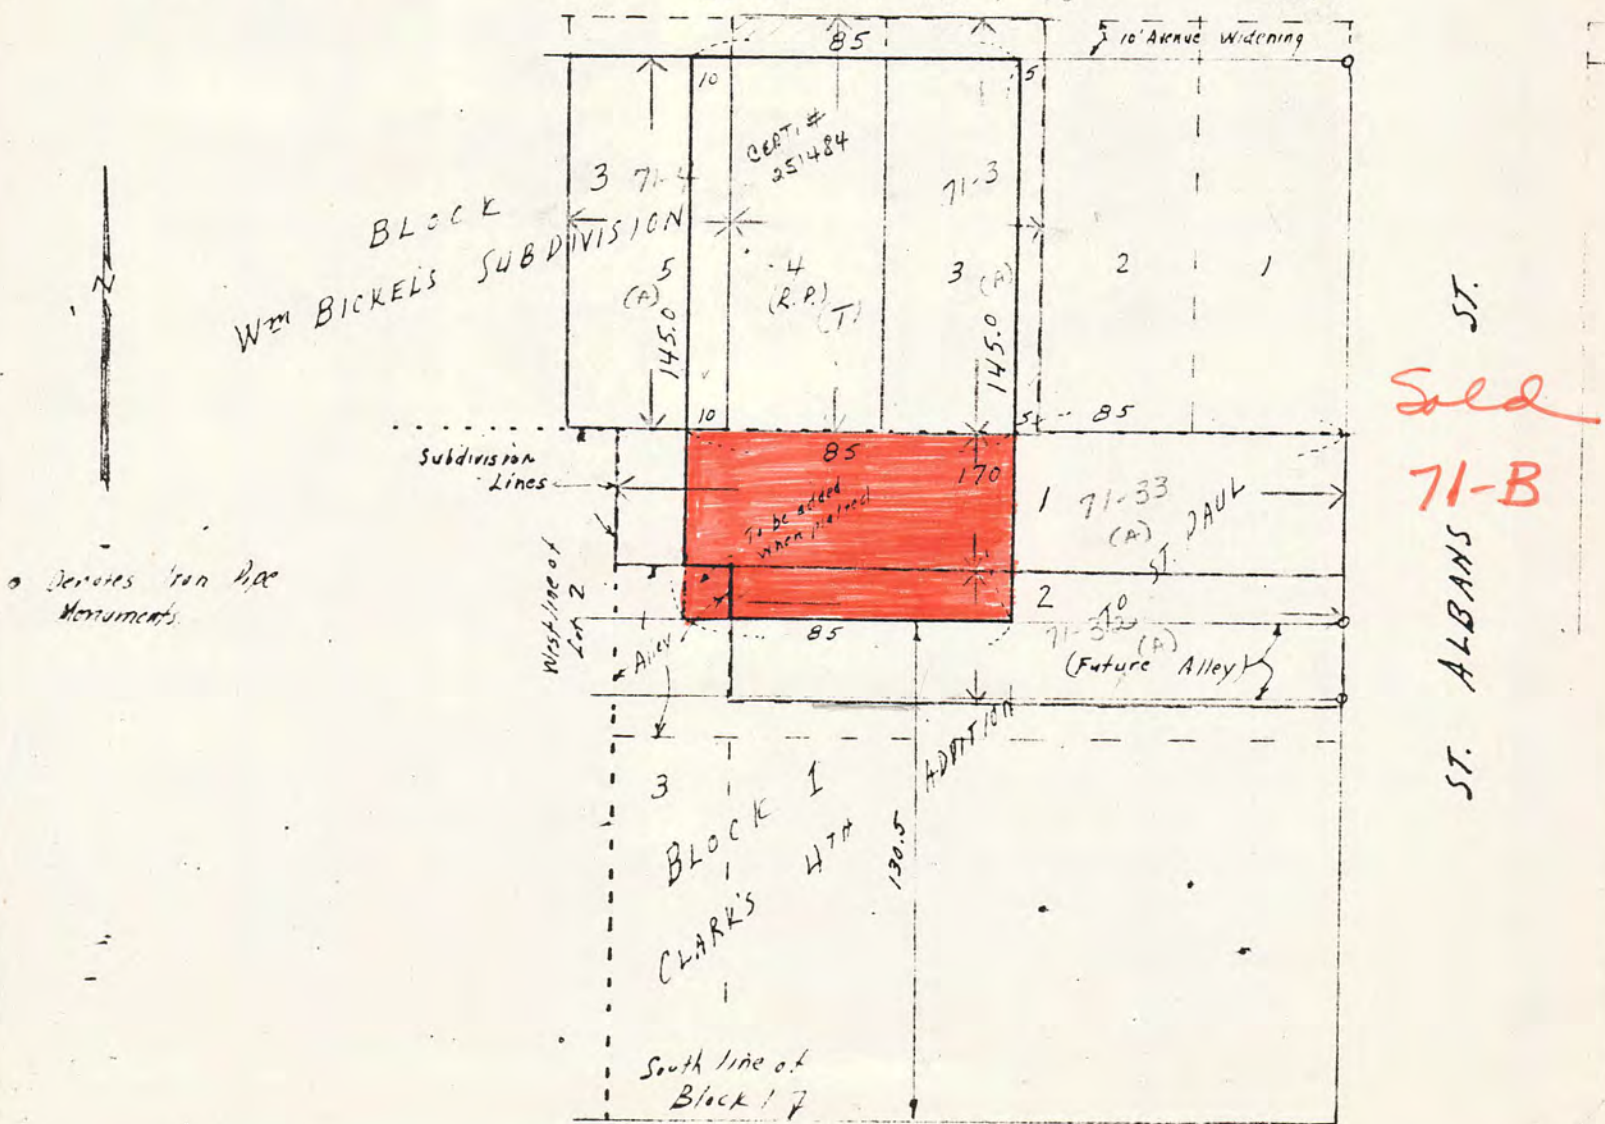 10' Avenue Widening
85
10
5
CERT. #
251484
3 71-4
71-3
BLOCK
Wm BICKEL'S SUBDIVISION
5
(A)
4
(R.P.) (T)
3 (A)
2
1
145.0
145.0
10
5
85
ST. ALBANS ST.
Sold
71-B
Subdivision
Lines
85
170
To be added
when platted
1
71-33
(A)
ST. PAUL
N
o Denotes Iron Pipe
Monuments.
West line of
Lot 2
2
TO
(A)
Alley
85
(Future Alley)
ADDITION
3
BLOCK 1
CLARK'S 4TH
130.5
South line of
Block 1